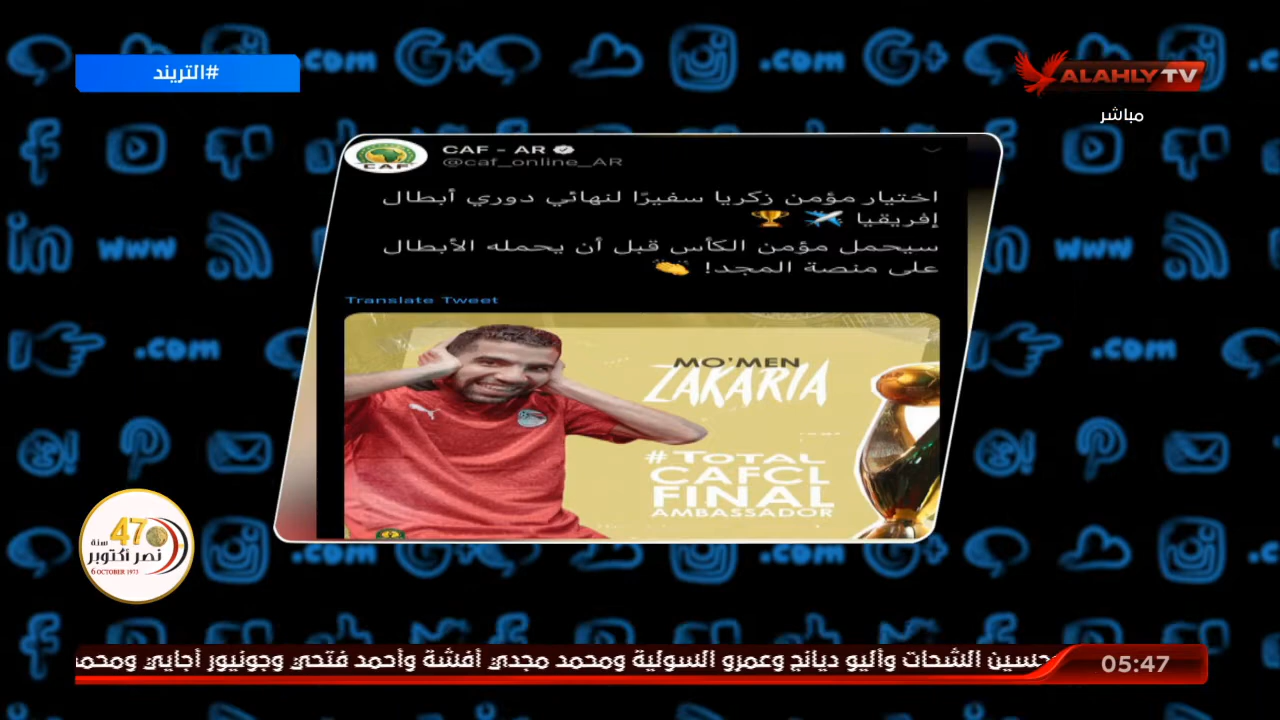 #التريند
ALAHLY TV
مباشر
CAF - AR
@caf_online_AR
اختيار مؤمن زكريا سفيرًا لنهائي دوري أبطال
إفريقيا ✈️ 🏆
سيحمل مؤمن الكأس قبل أن يحمله الأبطال
على منصة المجد! 👏
Translate Tweet
MO'MEN
ZAKARIA
#TOTAL
CAFCL
FINAL
AMBASSADOR
47 سنة
نصر أكتوبر
6 OCTOBER 1973
وحسين الشحات وأليو ديانج وعمرو السولية ومحمد مجدي أفشة وأحمد فتحي وجونيور أجايي
05:47